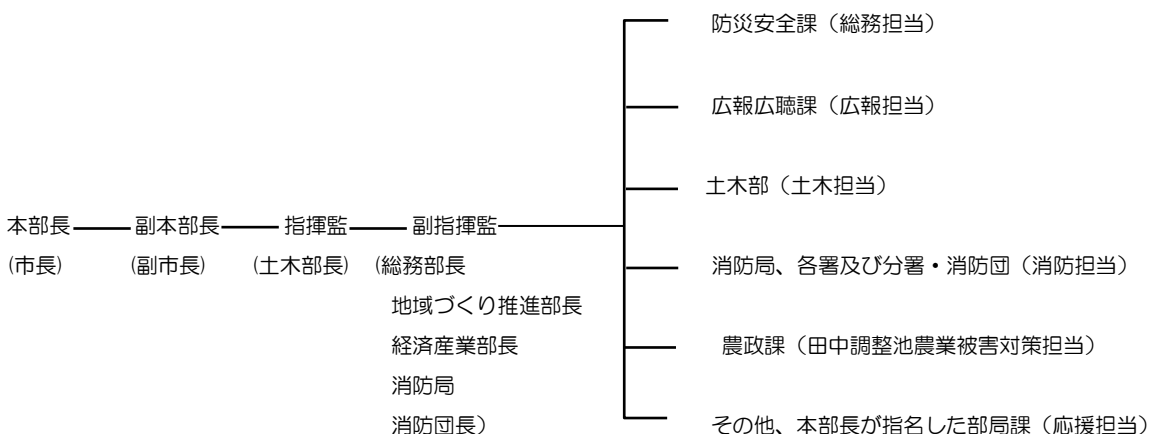 防災安全課（総務担当）
広報広聴課（広報担当）
土木部（土木担当）
本部長 副本部長 指揮監 副指揮監
(市長) (副市長) (土木部長) (総務部長
消防局、各署及び分署・消防団（消防担当）
地域づくり推進部長
経済産業部長
農政課（田中調整池農業被害対策担当）
消防局
消防団長）
その他、本部長が指名した部局課（応援担当）